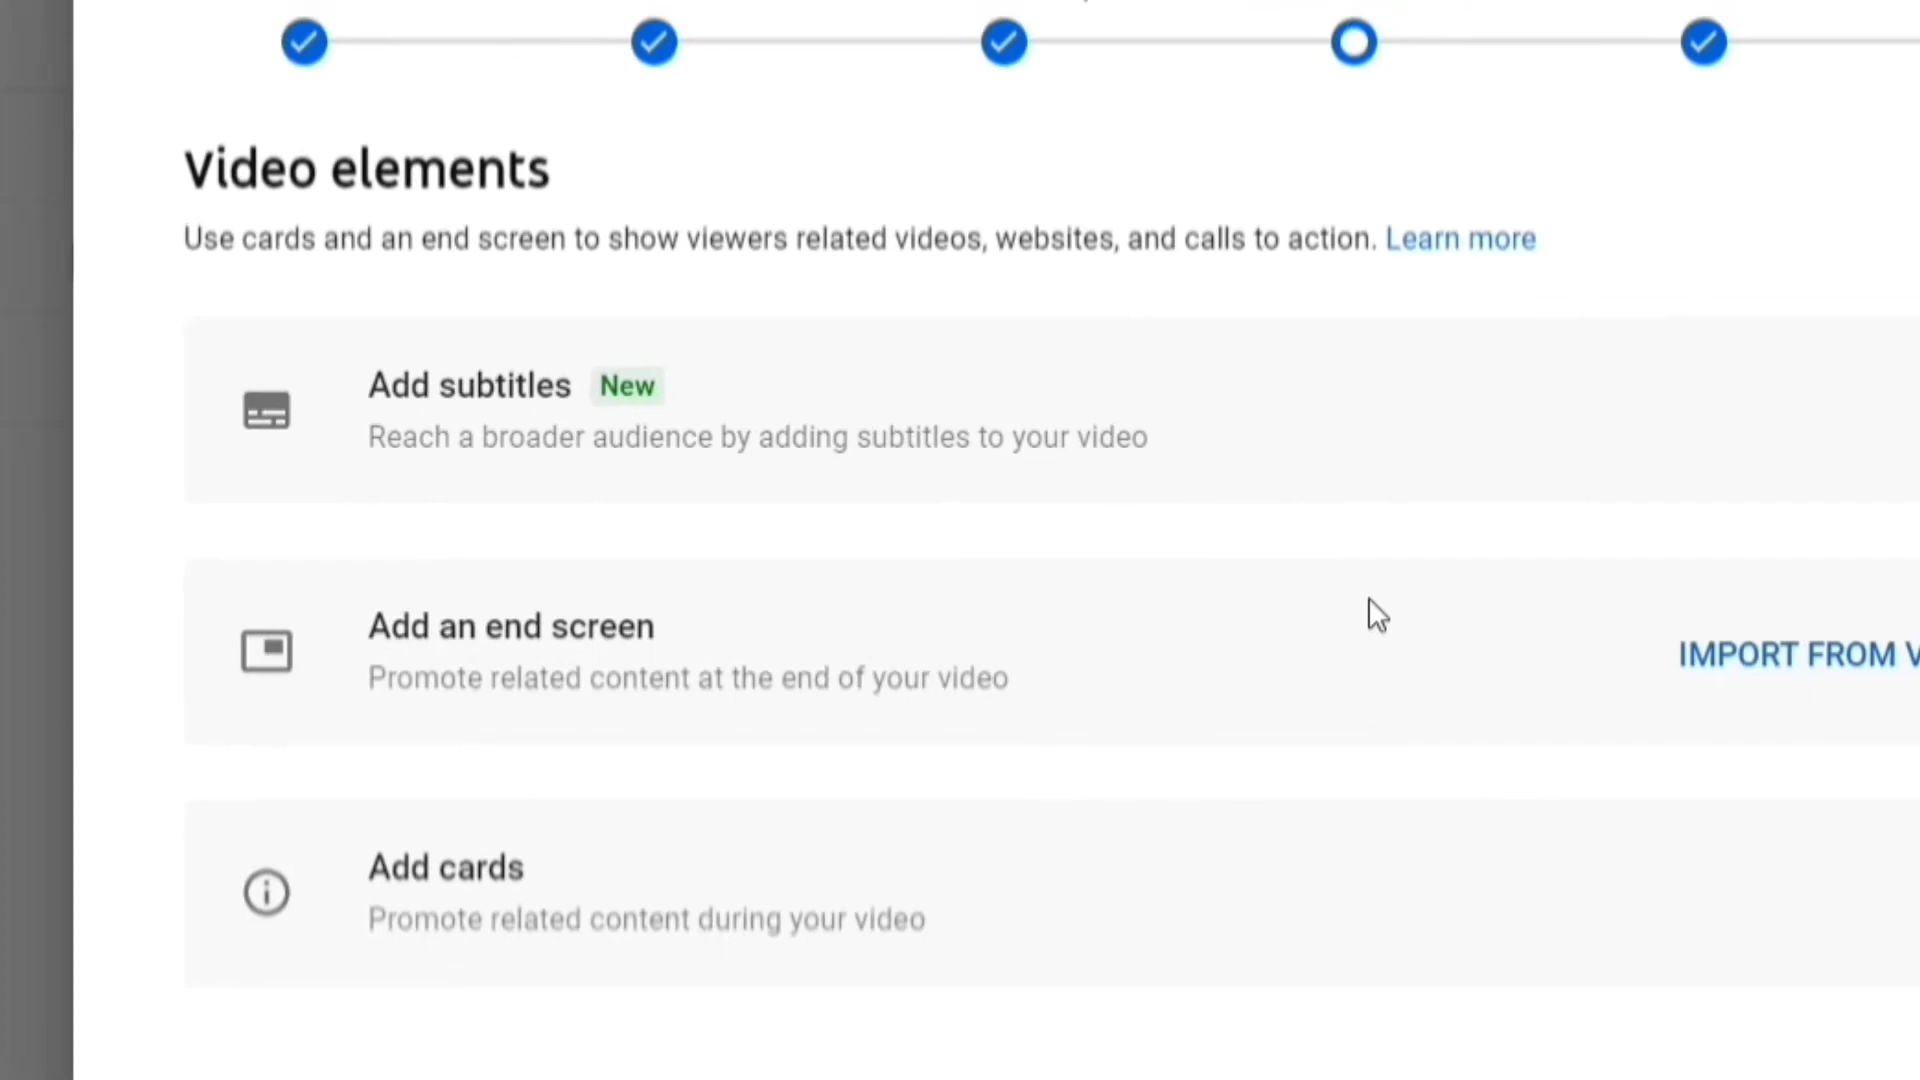 Video elements
Use cards and an end screen to show viewers related videos, websites, and calls to action. Learn more
Add subtitles New
Reach a broader audience by adding subtitles to your video
Add an end screen
Promote related content at the end of your video
IMPORT FROM V
Add cards
Promote related content during your video